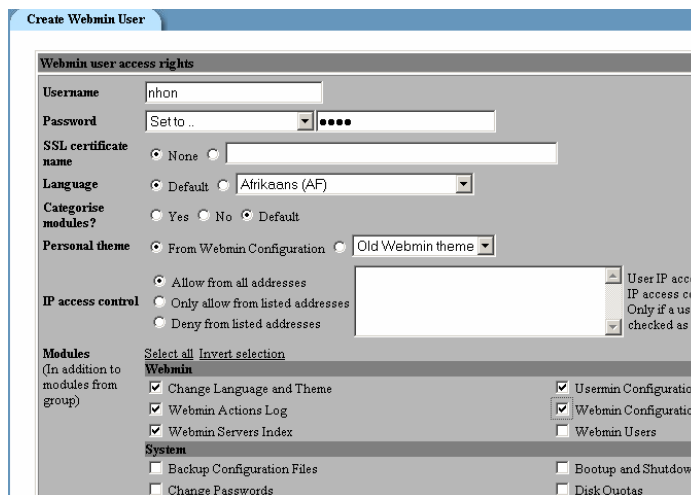 Create Webmin User
Webmin user access rights
Username nhon
Password Set to .. ••••
SSL certificate name None
Language Default Afrikaans (AF)
Categorise modules? Yes No Default
Personal theme From Webmin Configuration Old Webmin theme
IP access control Allow from all addresses
Only allow from listed addresses
Deny from listed addresses
User IP acc
IP access c
Only if a us
checked as
Modules
(In addition to
modules from
group)
Select all Invert selection
Webmin
Change Language and Theme Usermin Configuratio
Webmin Actions Log Webmin Configuratio
Webmin Servers Index Webmin Users
System
Backup Configuration Files Bootup and Shutdow
Change Passwords Disk Quotas